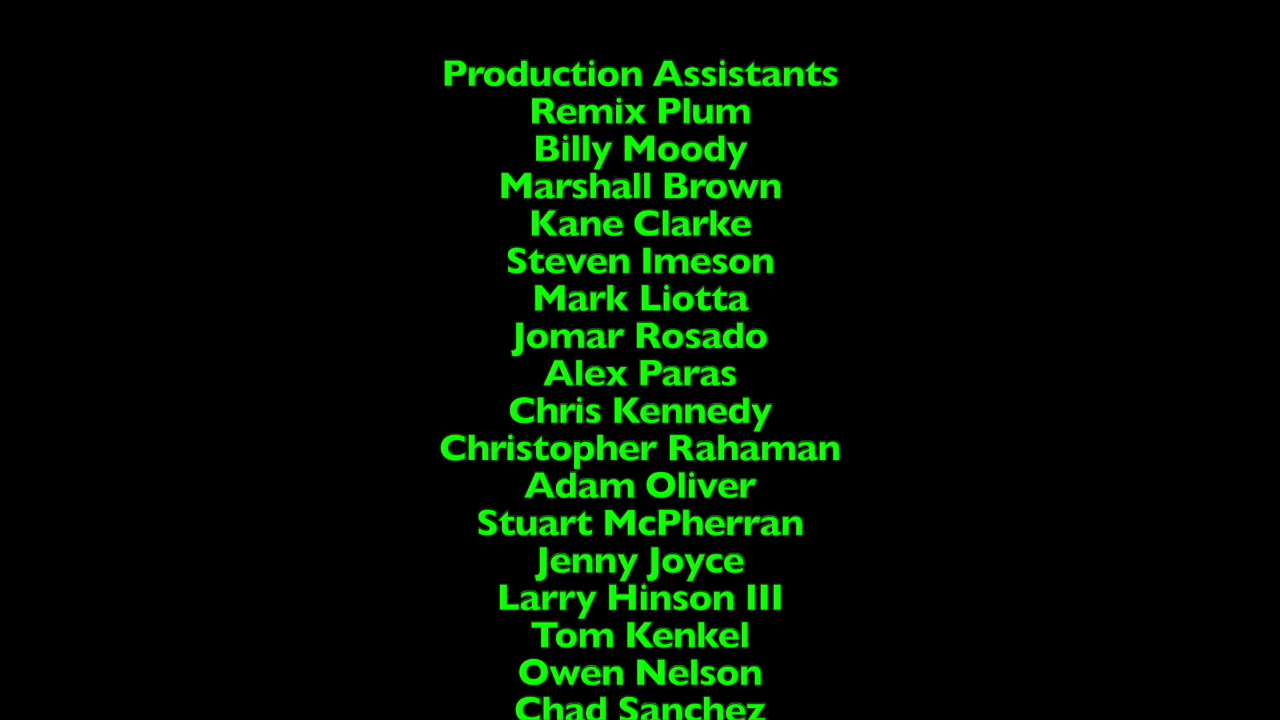 Production Assistants
Remix Plum
Billy Moody
Marshall Brown
Kane Clarke
Steven Imeson
Mark Liotta
Jomar Rosado
Alex Paras
Chris Kennedy
Christopher Rahaman
Adam Oliver
Stuart McPherran
Jenny Joyce
Larry Hinson III
Tom Kenkel
Owen Nelson
Chad Sanchez